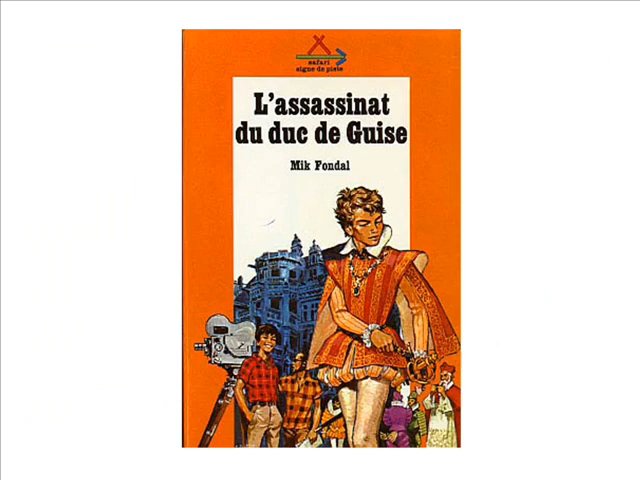 safari
signe de piste
L'assassinat
du duc de Guise
Mik Fondal